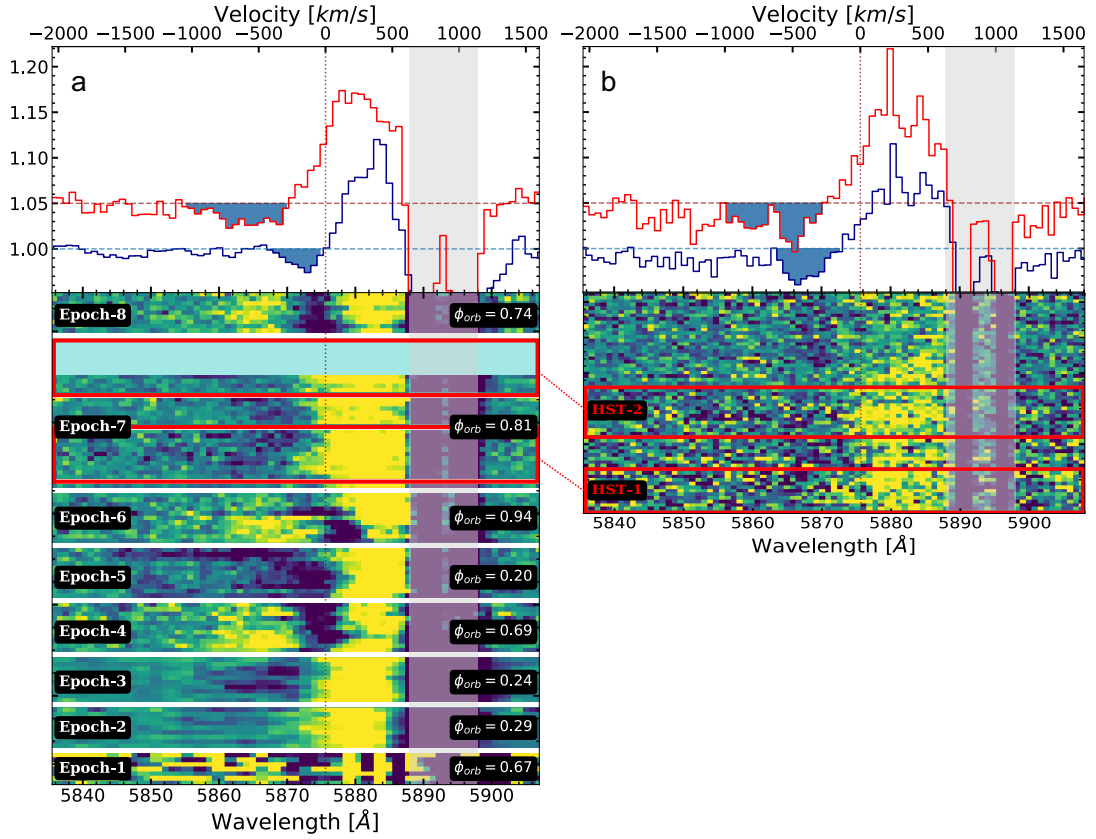 Velocity [km/s]
−2000 −1500 −1000 −500 0 500 1000 1500
a
1.20
1.15
1.10
1.05
1.00
Epoch-8 ϕorb = 0.74
Epoch-7 ϕorb = 0.81
Epoch-6 ϕorb = 0.94
Epoch-5 ϕorb = 0.20
Epoch-4 ϕorb = 0.69
Epoch-3 ϕorb = 0.24
Epoch-2 ϕorb = 0.29
Epoch-1 ϕorb = 0.67
5840 5850 5860 5870 5880 5890 5900
Wavelength [Å]
Velocity [km/s]
−2000 −1500 −1000 −500 0 500 1000 1500
b
HST-2
HST-1
5840 5850 5860 5870 5880 5890 5900
Wavelength [Å]